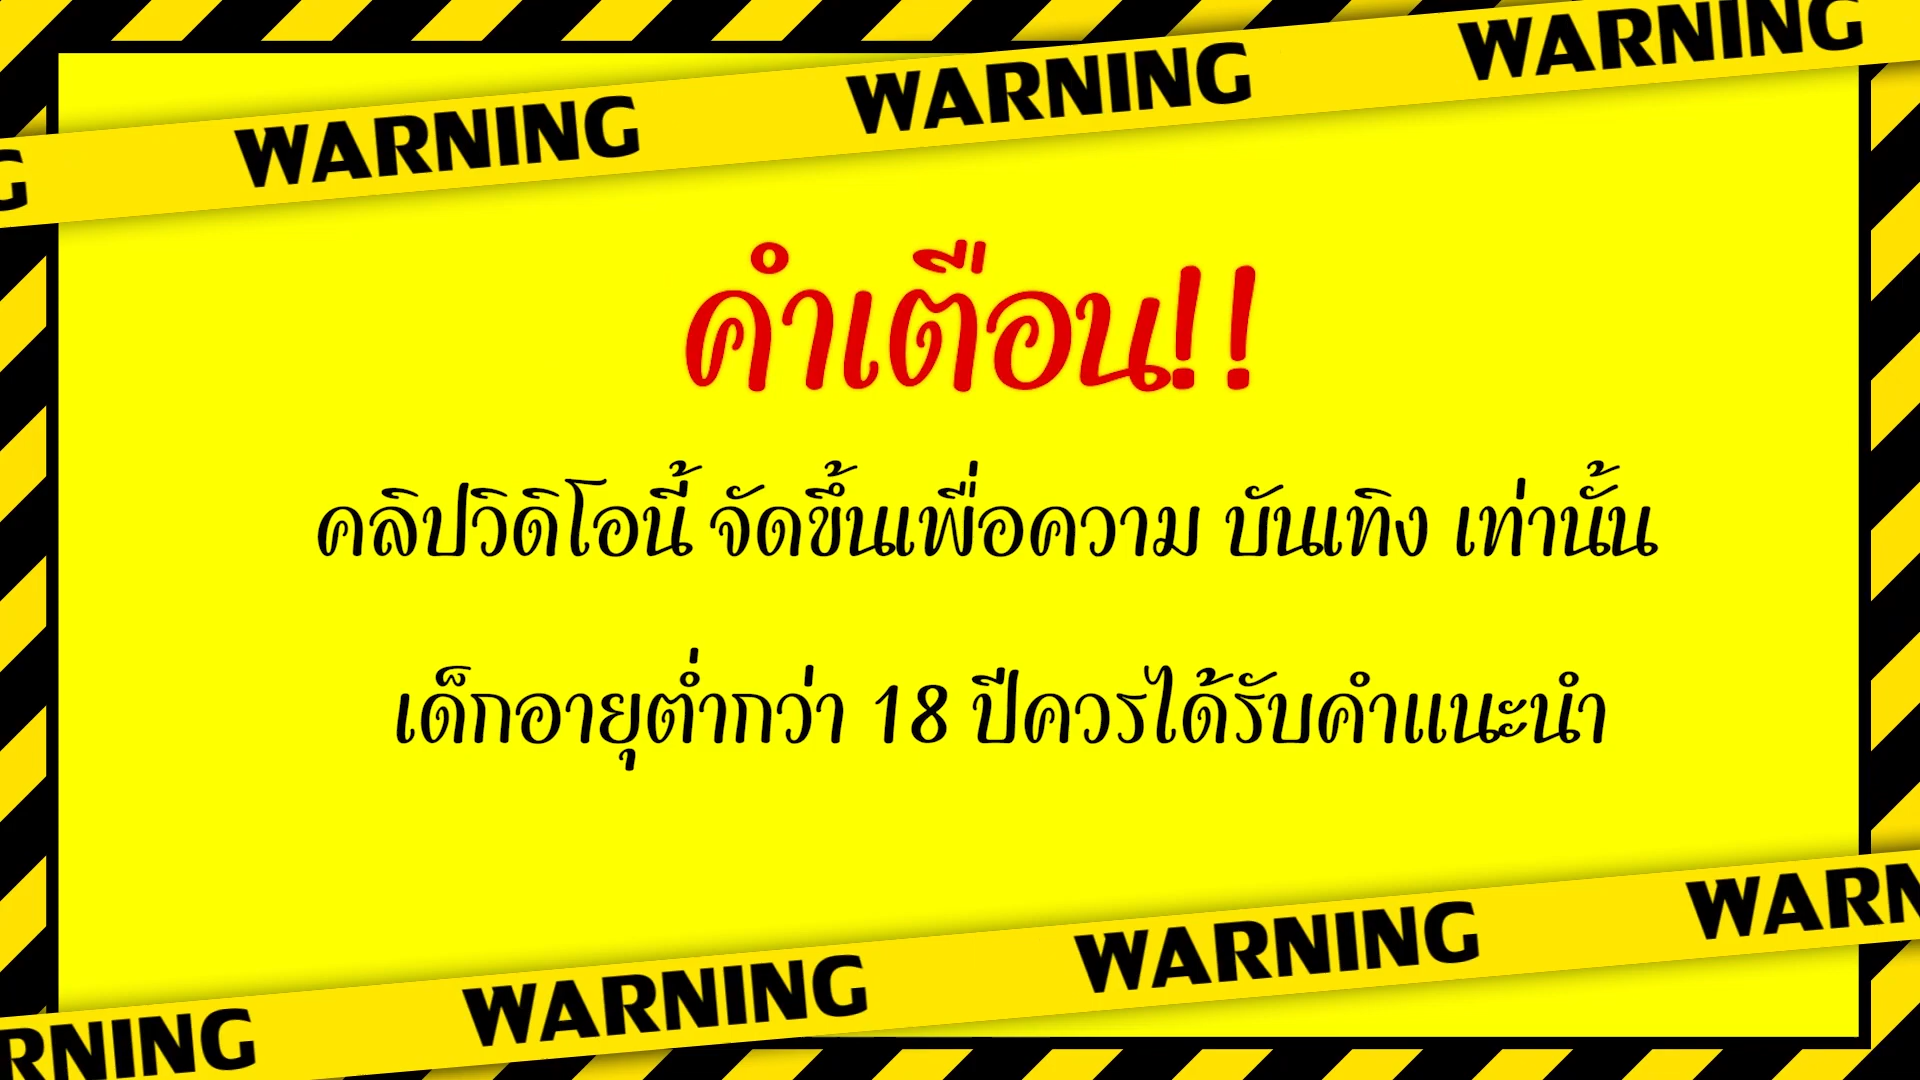 WARNING WARNING WARNING
คำเตือน!!
คลิปวิดิโอนี้ จัดขึ้นเพื่อความ บันเทิง เท่านั้น
เด็กอายุต่ำกว่า 18 ปีควรได้รับคำแนะนำ
RNING WARNING WARNING WARN